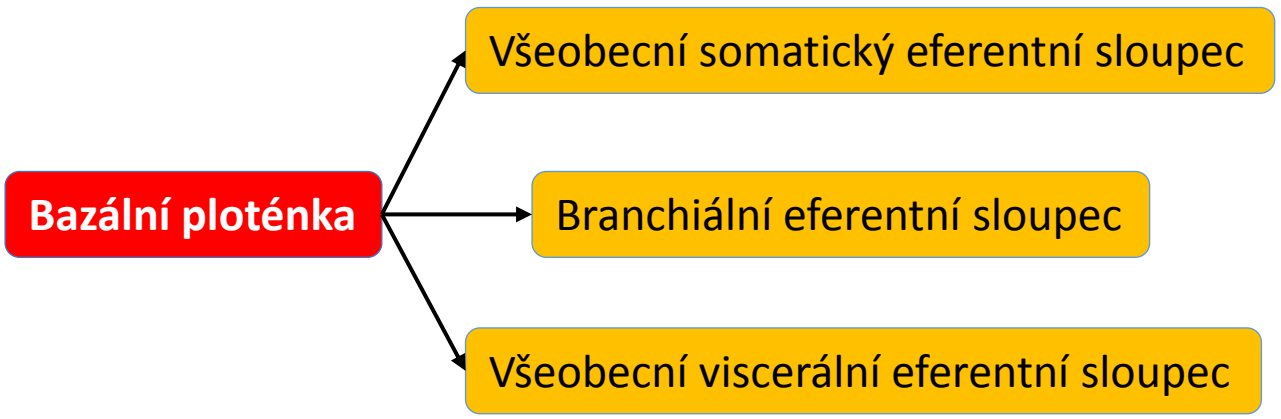 Všeobecní somatický eferentní sloupec
Bazální ploténka
Branchiální eferentní sloupec
Všeobecní viscerální eferentní sloupec